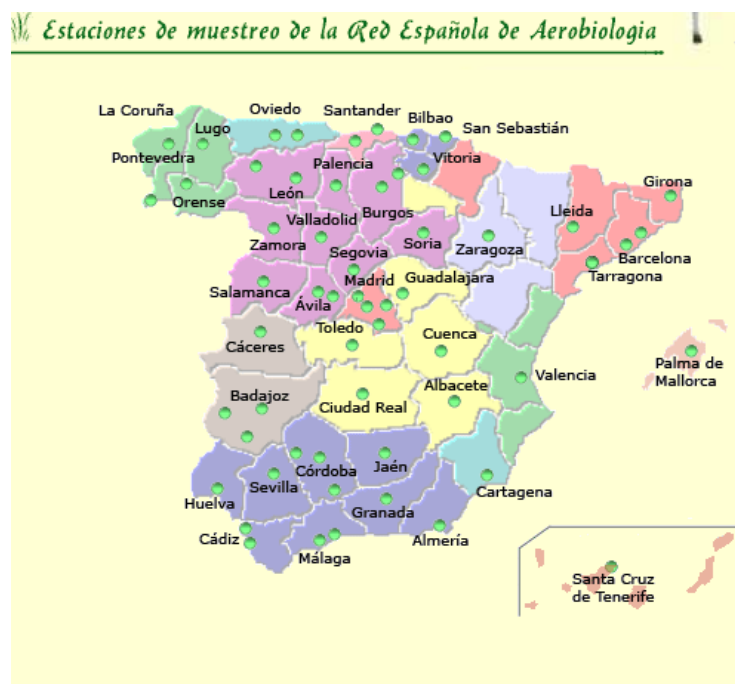 Estaciones de muestreo de la Red Española de Aerobiologia
La Coruña
Oviedo
Santander
Bilbao
San Sebastián
Lugo
Pontevedra
Palencia
Vitoria
Orense
León
Burgos
Lleida
Girona
Valladolid
Zamora
Soria
Zaragoza
Segovia
Barcelona
Tarragona
Salamanca
Ávila
Madrid
Guadalajara
Toledo
Cuenca
Cáceres
Palma de
Mallorca
Valencia
Badajoz
Albacete
Ciudad Real
Córdoba
Jaén
Sevilla
Cartagena
Huelva
Granada
Cádiz
Málaga
Almería
Santa Cruz
de Tenerife